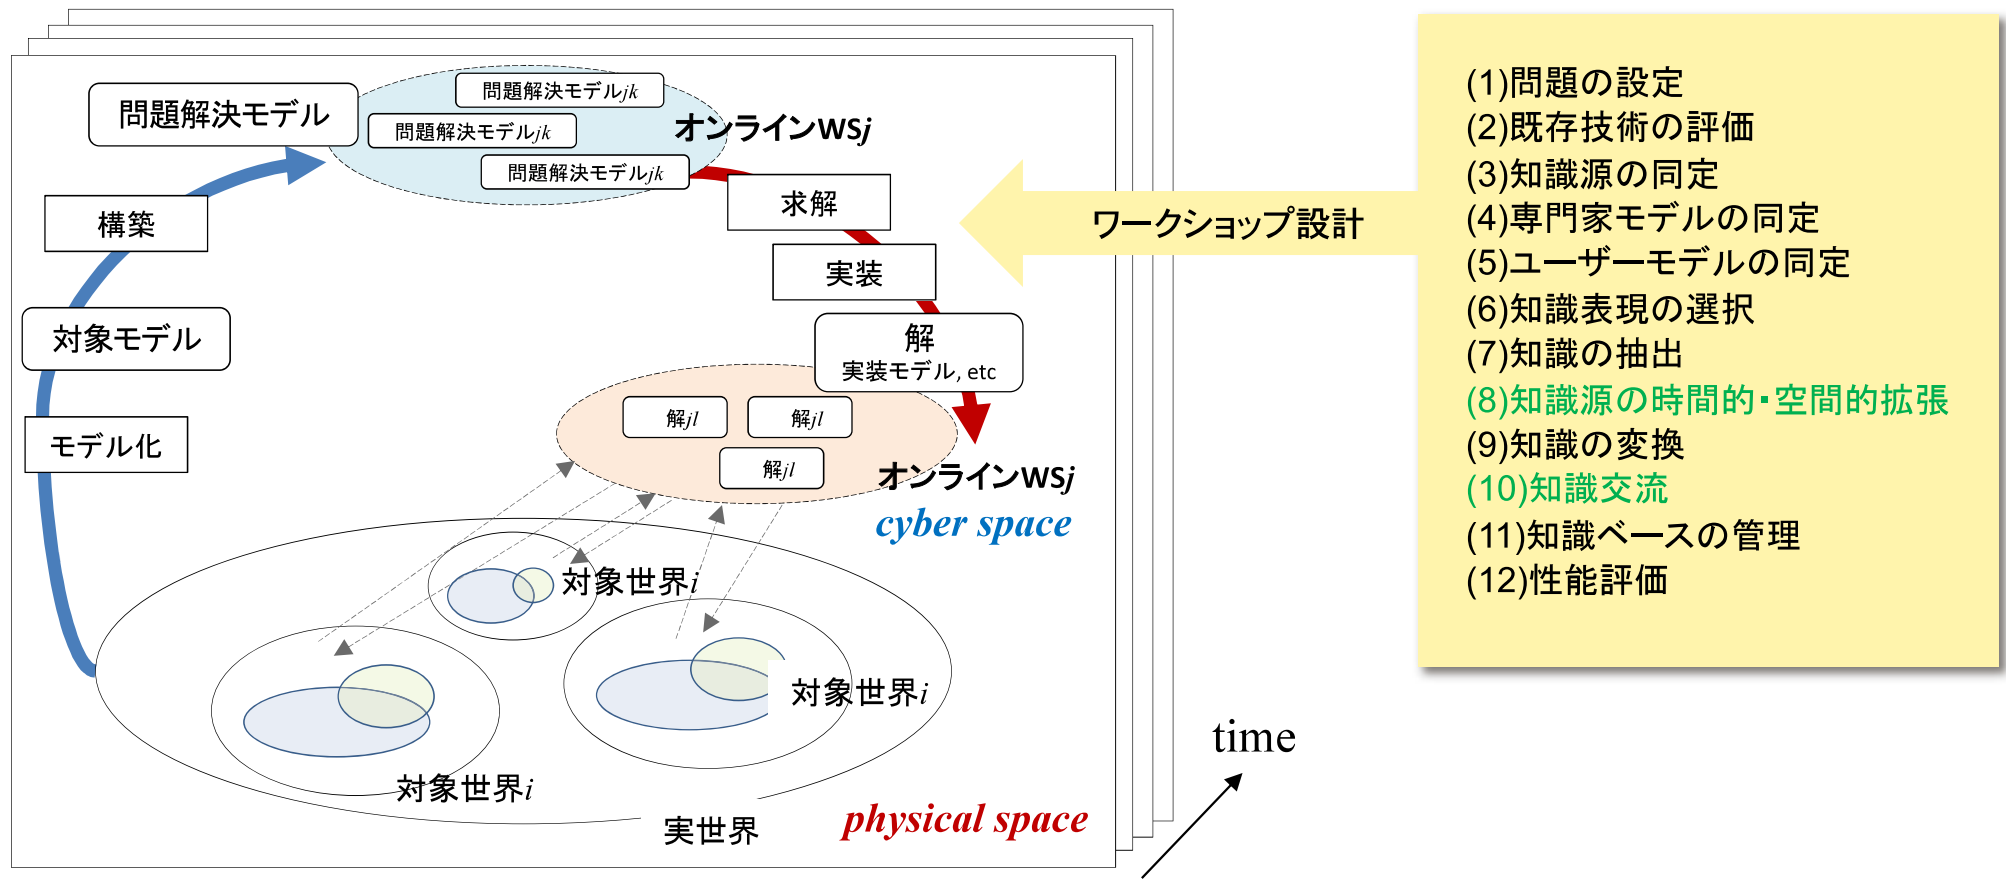 問題解決モデル
問題解決モデルjk
問題解決モデルjk
問題解決モデルjk
オンラインWSj
構築
求解
実装
対象モデル
解
実装モデル, etc
モデル化
解jl
解jl
解jl
オンラインWSj
cyber space
対象世界i
対象世界i
対象世界i
実世界
physical space
time
ワークショップ設計
(1)問題の設定
(2)既存技術の評価
(3)知識源の同定
(4)専門家モデルの同定
(5)ユーザーモデルの同定
(6)知識表現の選択
(7)知識の抽出
(8)知識源の時間的・空間的拡張
(9)知識の変換
(10)知識交流
(11)知識ベースの管理
(12)性能評価